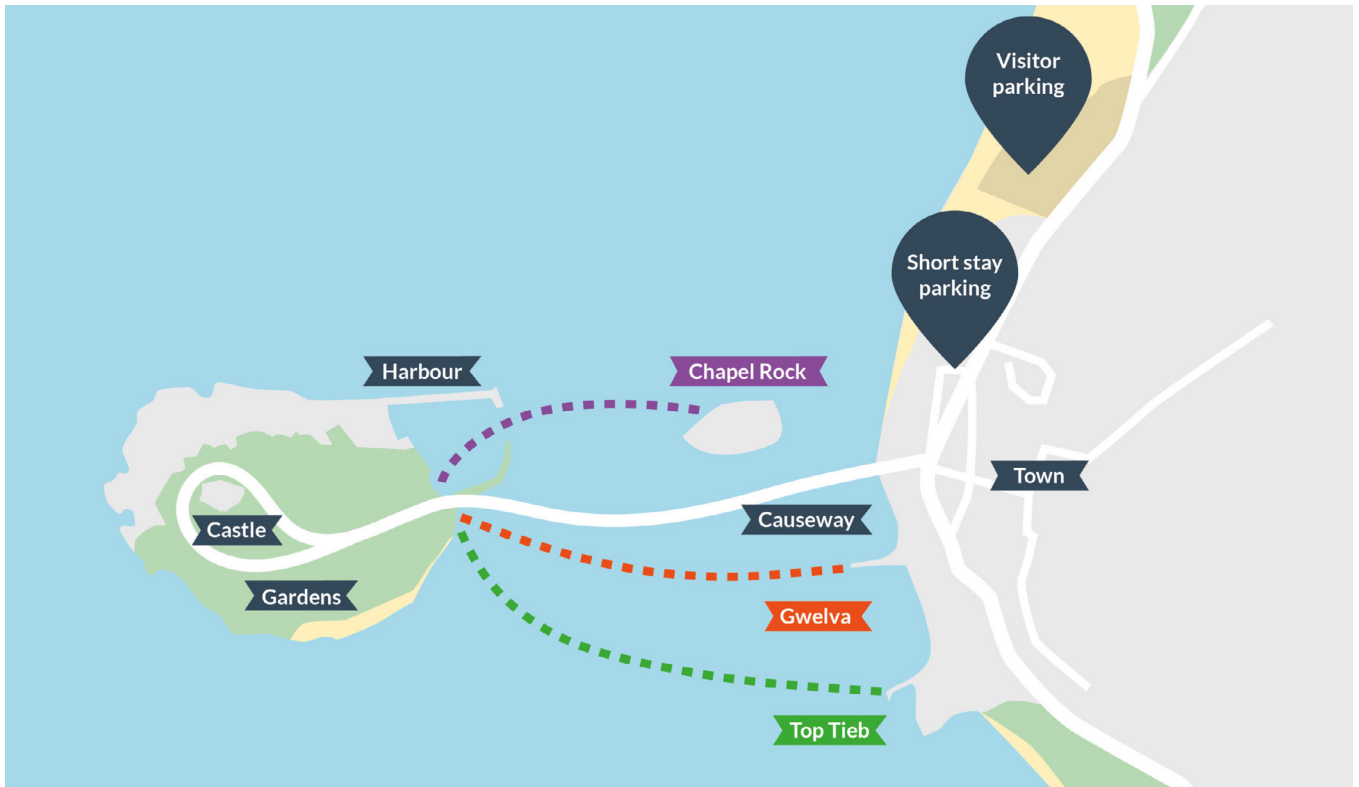 Visitor
parking
Short stay
parking
Harbour
Chapel Rock
Town
Causeway
Castle
Gardens
Gwelva
Top Tieb